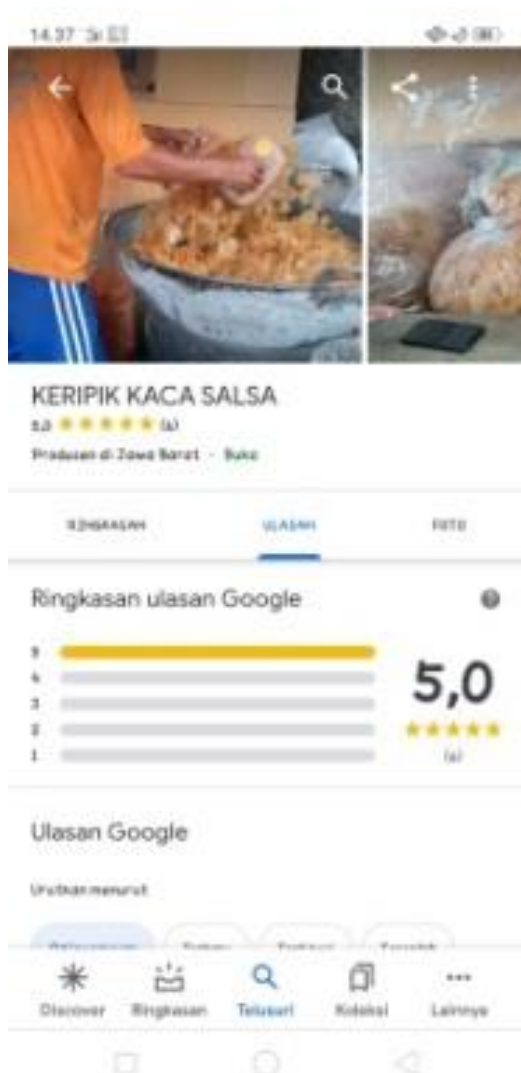 14.37
KERIPIK KACA SALSA
5,0
Produsen di Jawa Barat · Buka
RINGKASAN ULASAN FOTO
Ringkasan ulasan Google
5
4
3
2
1
5,0
Ulasan Google
Urutkan menurut
Discover Ringkasan Telusuri Koleksi Lainnya